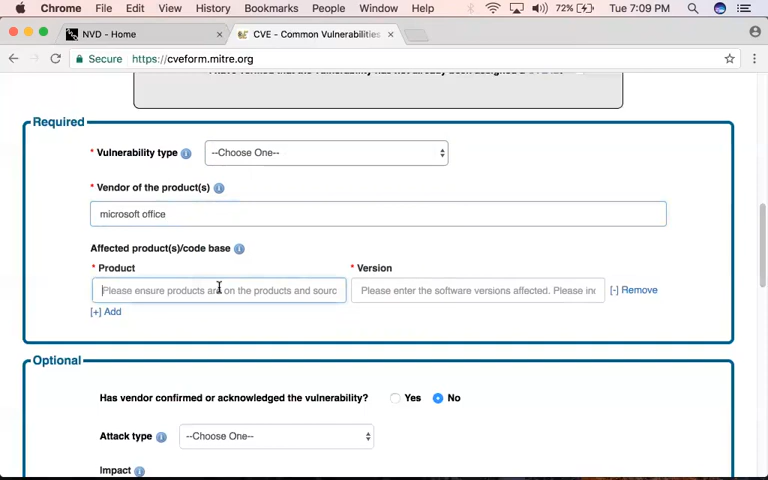 Chrome File Edit View History Bookmarks People Window Help 72% Tue 7:09 PM
NVD - Home × CVE - Common Vulnerabilities ×
Secure https://cveform.mitre.org
Required
* Vulnerability type i --Choose One--
* Vendor of the product(s) i
microsoft office
Affected product(s)/code base i
* Product * Version
Please ensure products are on the products and sourc Please enter the software versions affected. Please in [-] Remove
[+] Add
Optional
Has vendor confirmed or acknowledged the vulnerability? Yes No
Attack type i --Choose One--
Impact i